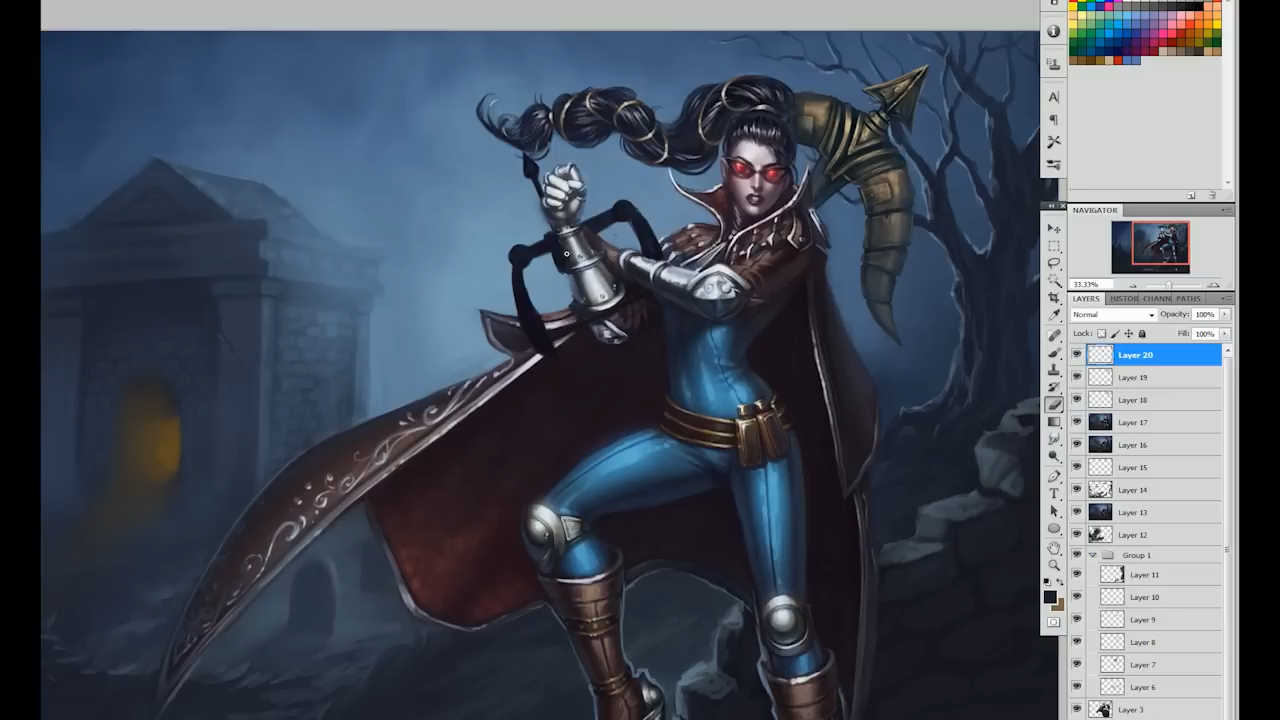 NAVIGATOR
33.33%
LAYERS HISTOR CHANN PATHS
Normal Opacity: 100%
Lock: Fill: 100%
Layer 20
Layer 19
Layer 18
Layer 17
Layer 16
Layer 15
Layer 14
Layer 13
Layer 12
Group 1
Layer 11
Layer 10
Layer 9
Layer 8
Layer 7
Layer 6
Layer 3